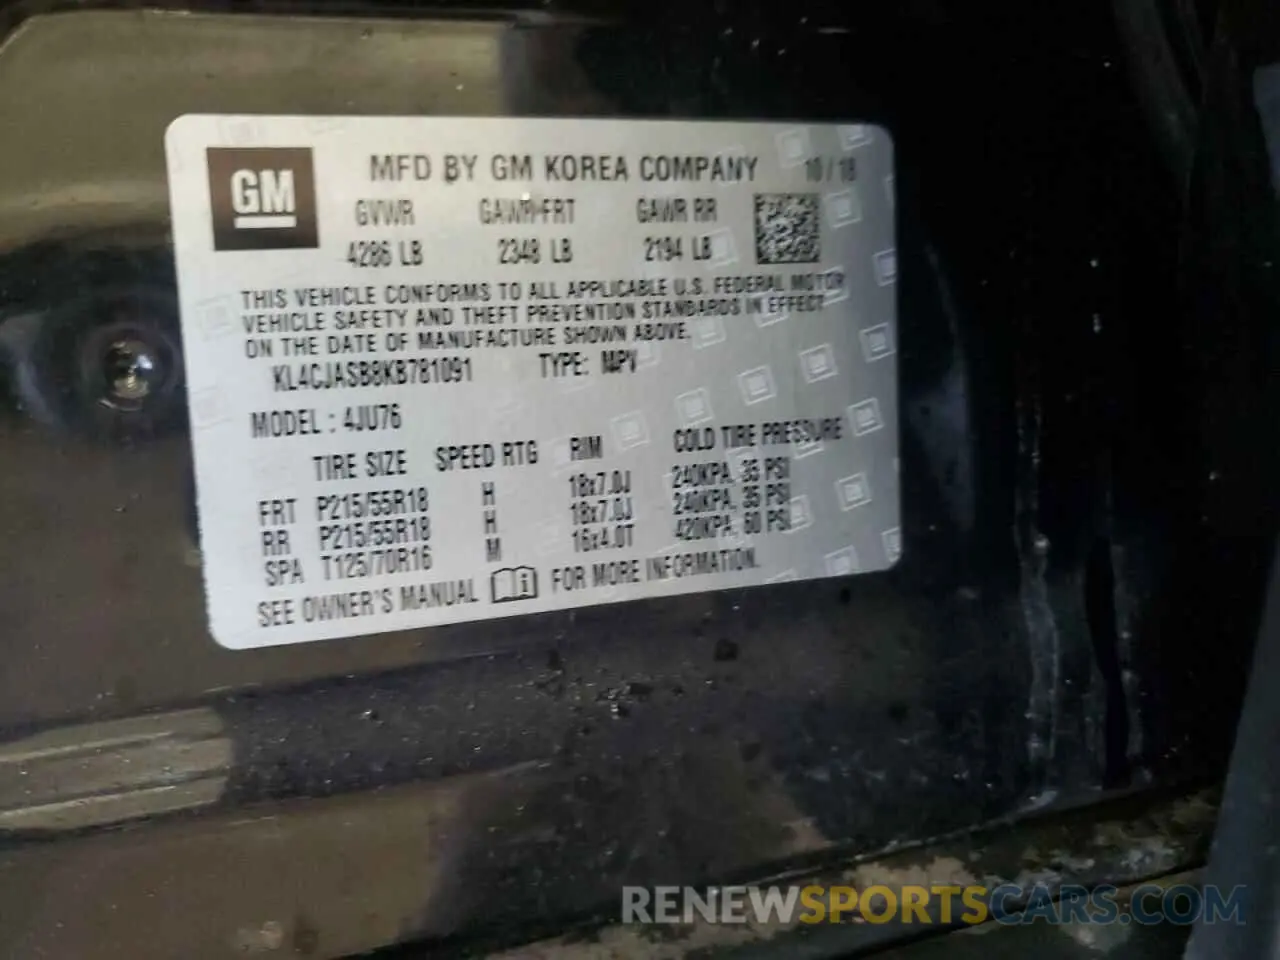 GM
MFD BY GM KOREA COMPANY 10 / 18
GVWR GAWR FRT GAWR RR
4286 LB 2348 LB 2194 LB
THIS VEHICLE CONFORMS TO ALL APPLICABLE U.S. FEDERAL MOTOR
VEHICLE SAFETY AND THEFT PREVENTION STANDARDS IN EFFECT
ON THE DATE OF MANUFACTURE SHOWN ABOVE.
KL4CJASB8KB781091 TYPE: MPV
MODEL : 4JU76
TIRE SIZE SPEED RTG RIM COLD TIRE PRESSURE
FRT P215/55R18 H 18x7.0J 240KPA, 35 PSI
RR P215/55R18 H 18x7.0J 240KPA, 35 PSI
SPA T125/70R16 M 16x4.0T 420KPA, 60 PSI
SEE OWNER'S MANUAL FOR MORE INFORMATION.
RENEWSPORTSCARS.COM